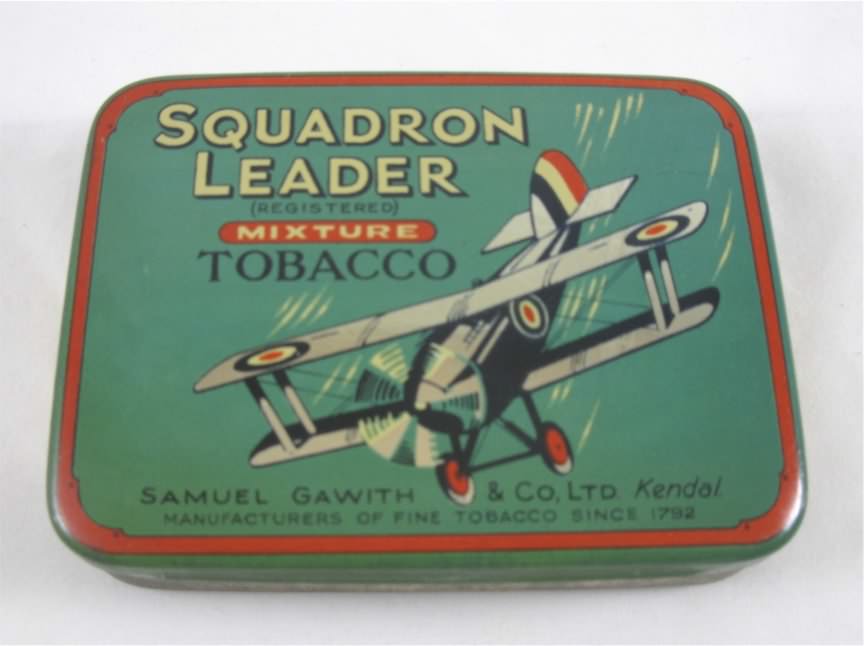 SQUADRON
LEADER
(REGISTERED)
MIXTURE
TOBACCO
SAMUEL GAWITH & CO, LTD. Kendal.
MANUFACTURERS OF FINE TOBACCO SINCE 1792